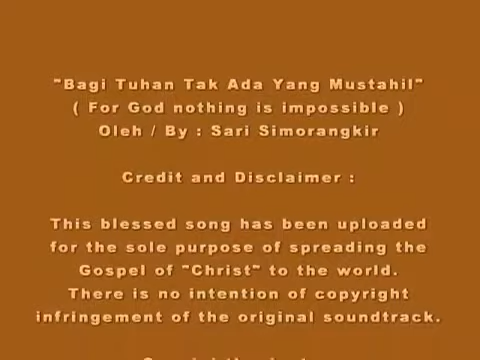 "Bagi Tuhan Tak Ada Yang Mustahil"
( For God nothing is impossible )
Oleh / By : Sari Simorangkir
Credit and Disclaimer :
This blessed song has been uploaded
for the sole purpose of spreading the
Gospel of "Christ" to the world.
There is no intention of copyright
infringement of the original soundtrack.